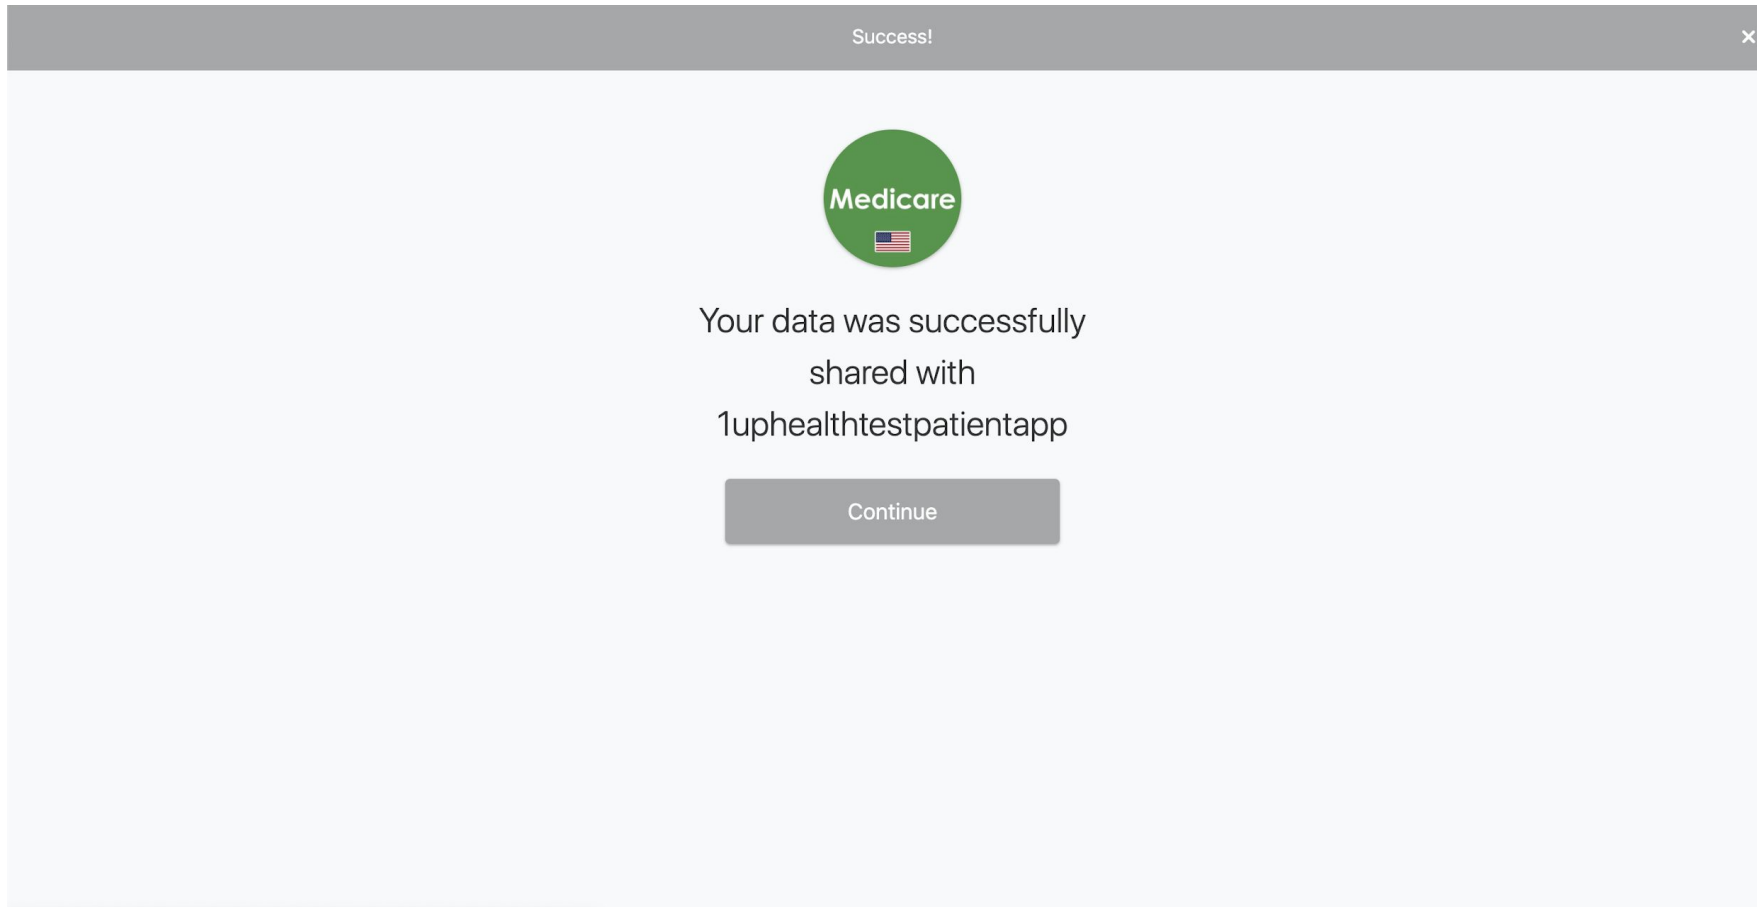 Success!
Medicare
Your data was successfully
shared with
1uphealthtestpatientapp
Continue